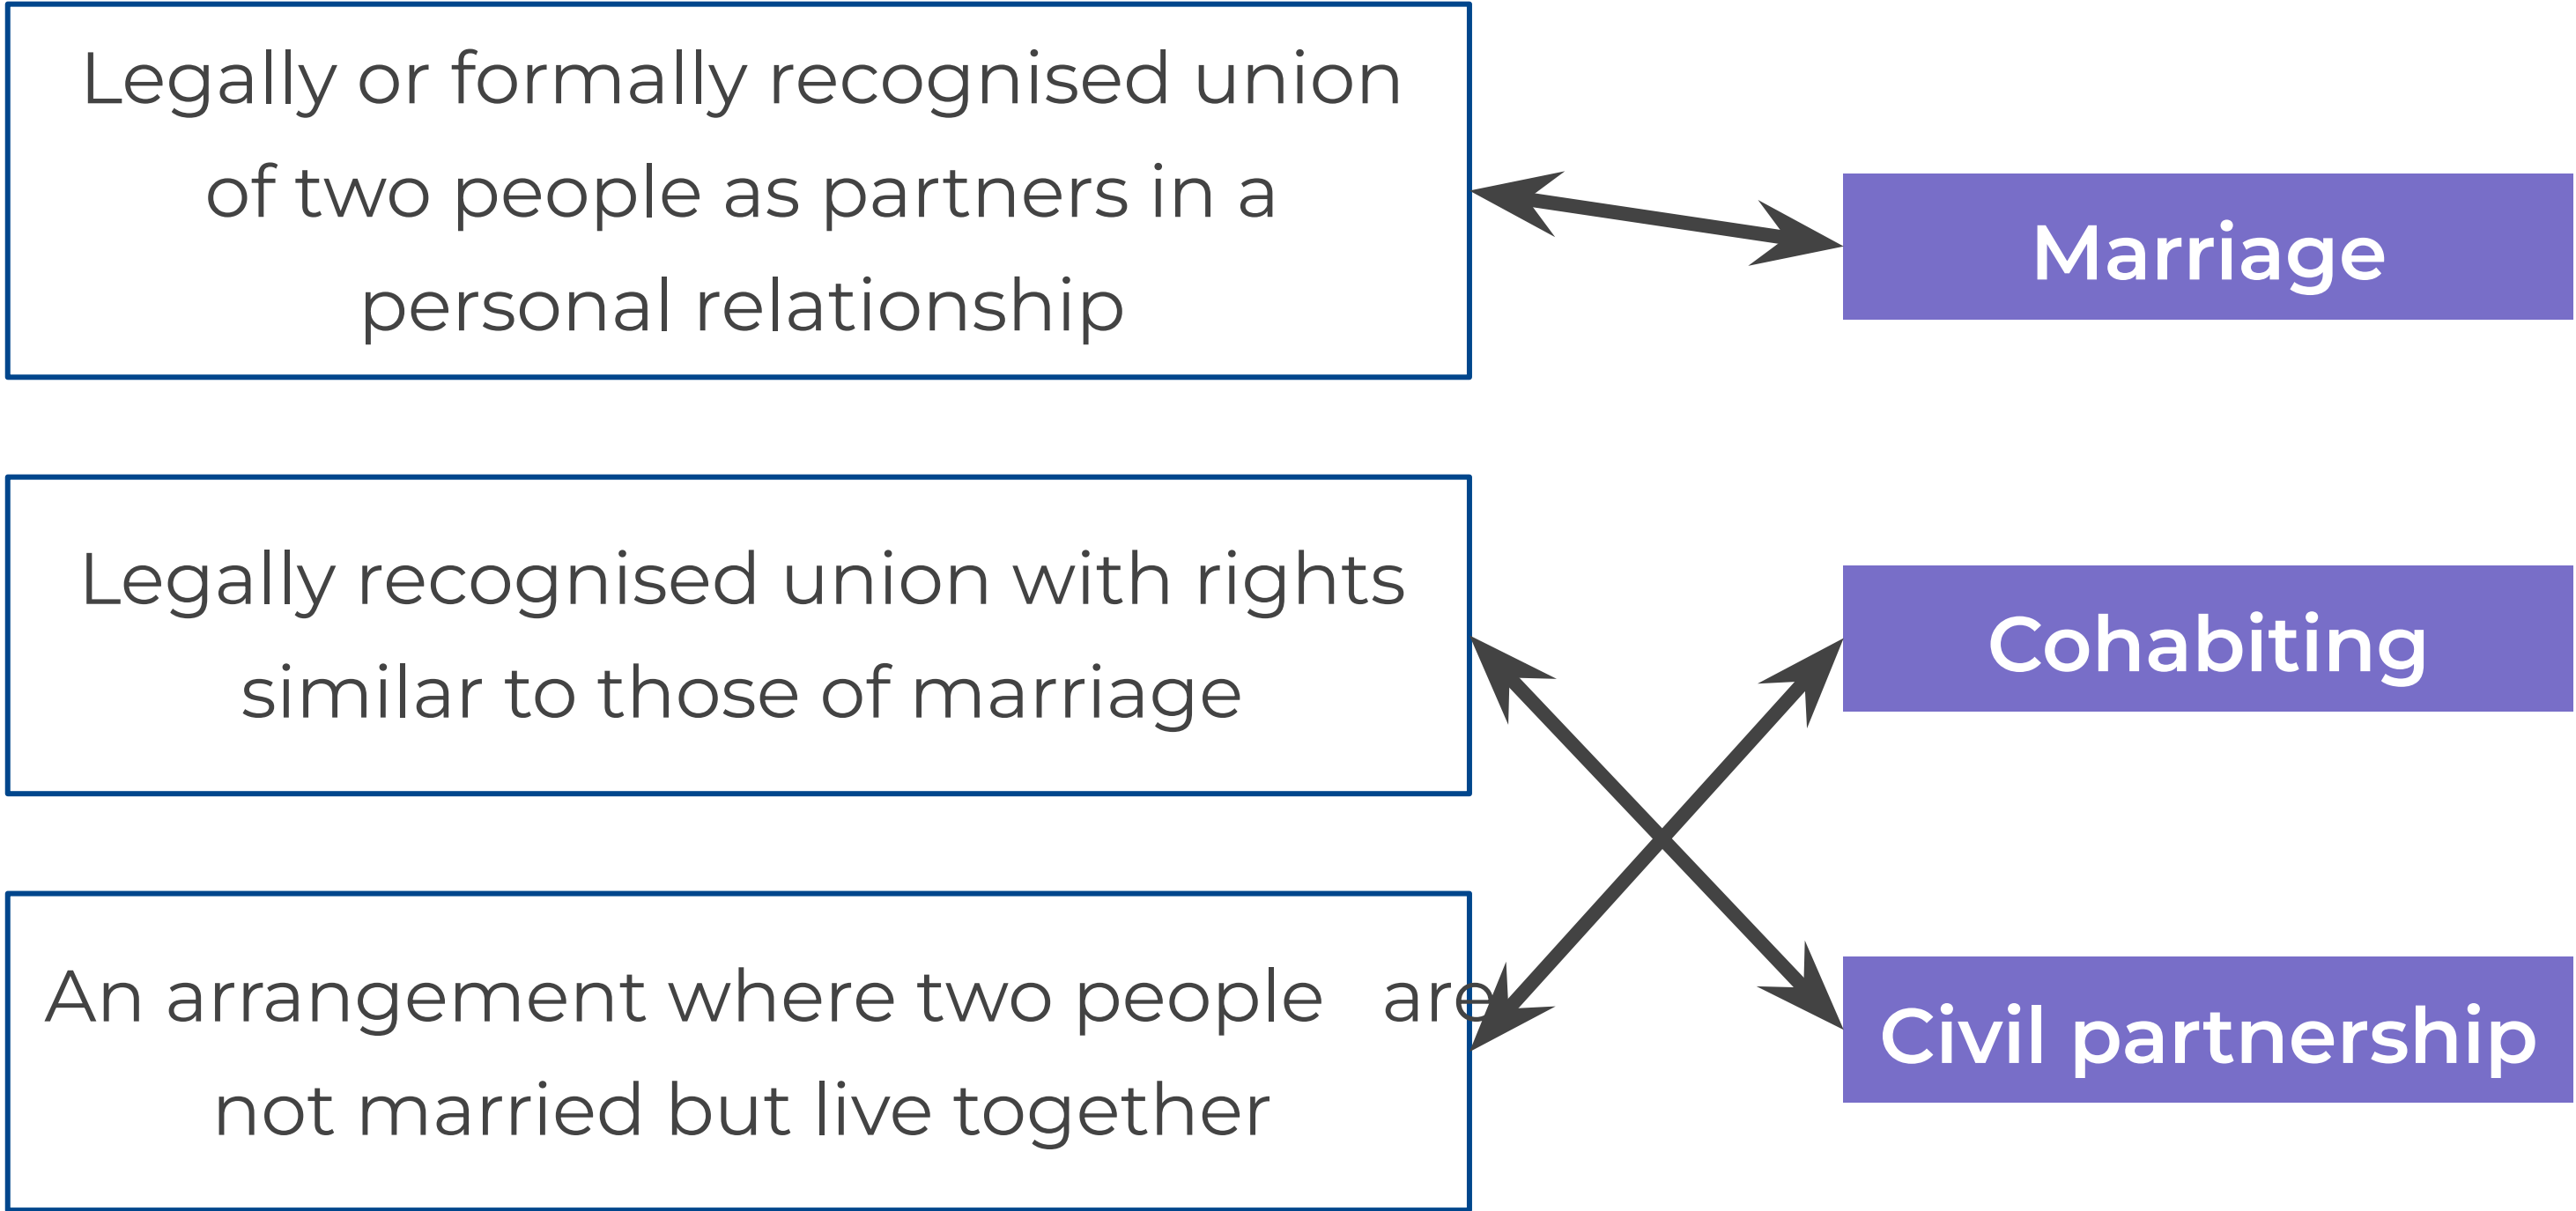 Legally or formally recognised union
of two people as partners in a
personal relationship
Marriage
Legally recognised union with rights
similar to those of marriage
Cohabiting
An arrangement where two people are
not married but live together
Civil partnership